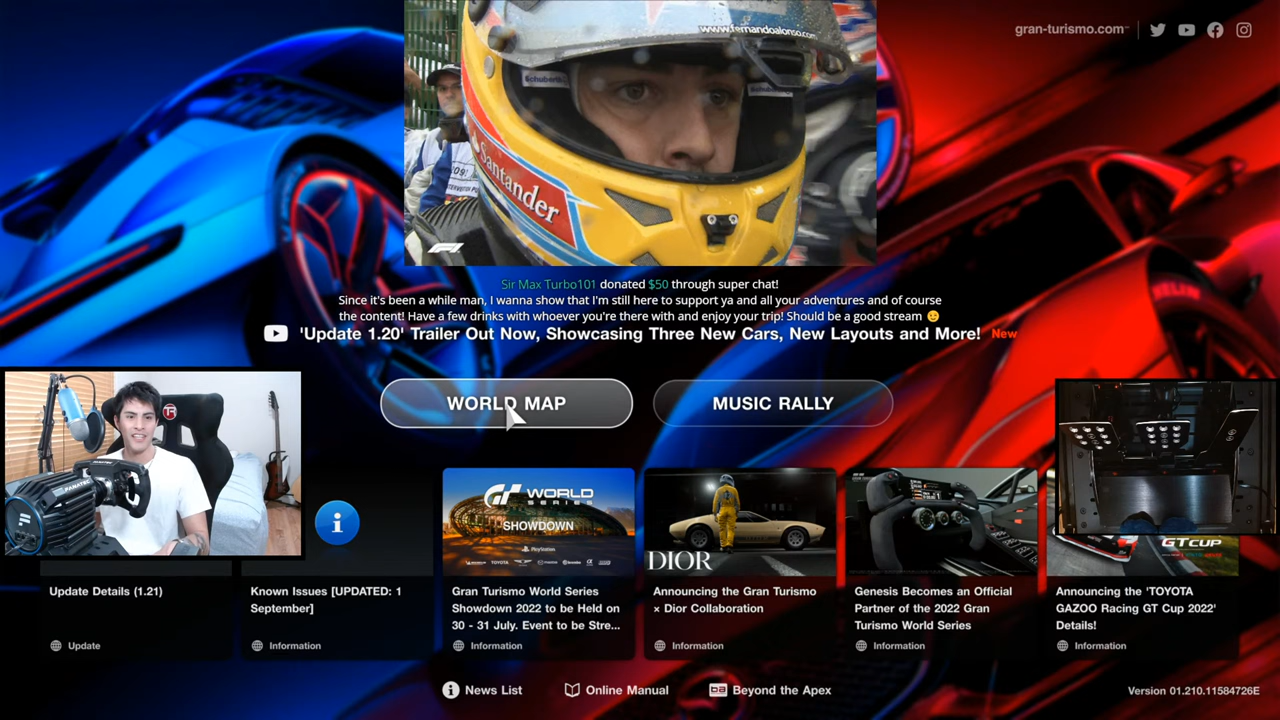 www.fernandoalonso.com
gran-turismo.com
Schuberth
Santander
F1
Sir Max Turbo101 donated $50 through super chat!
Since it's been a while man, I wanna show that I'm still here to support ya and all your adventures and of course
the content! Have a few drinks with whoever you're there with and enjoy your trip! Should be a good stream 😉
'Update 1.20' Trailer Out Now, Showcasing Three New Cars, New Layouts and More! New
WORLD MAP
MUSIC RALLY
FANATEC
GT WORLD
SERIES
SHOWDOWN
PlayStation
DIOR
GT CUP
Update Details (1.21)
Update
Known Issues [UPDATED: 1
September]
Information
Gran Turismo World Series
Showdown 2022 to be Held on
30 - 31 July. Event to be Stre...
Information
Announcing the Gran Turismo
× Dior Collaboration
Information
Genesis Becomes an Official
Partner of the 2022 Gran
Turismo World Series
Information
Announcing the 'TOYOTA
GAZOO Racing GT Cup 2022'
Details!
Information
News List
Online Manual
Beyond the Apex
Version 01.210.11584726E